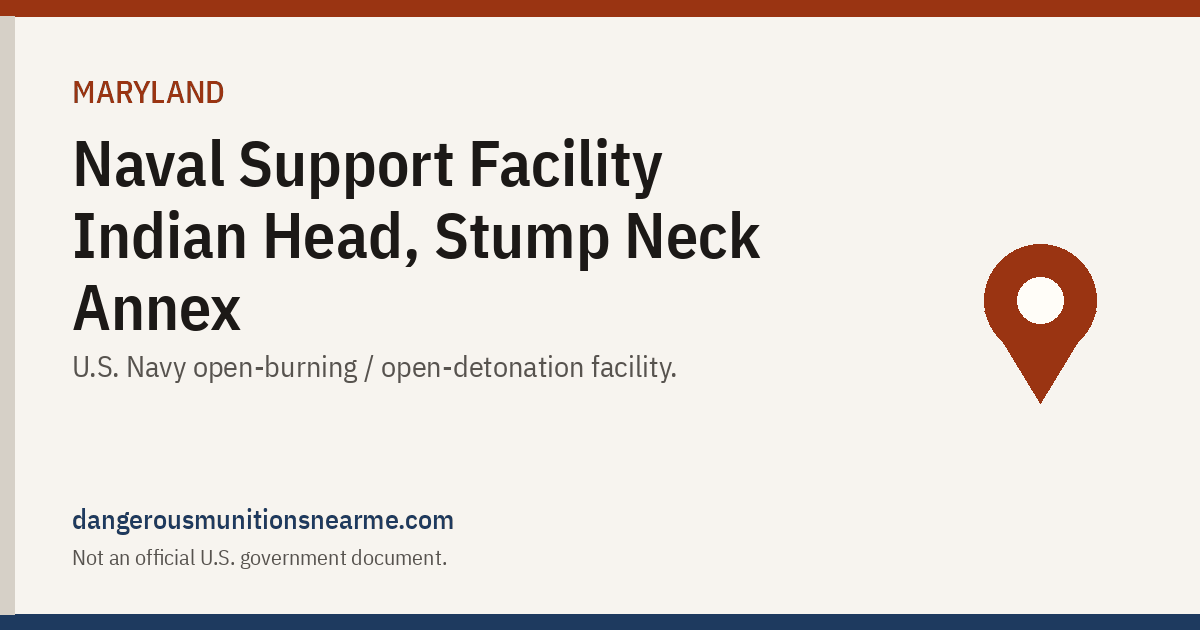 MARYLAND
Naval Support Facility
Indian Head, Stump Neck
Annex
U.S. Navy open-burning / open-detonation facility.
dangerousmunitionsnearme.com
Not an official U.S. government document.